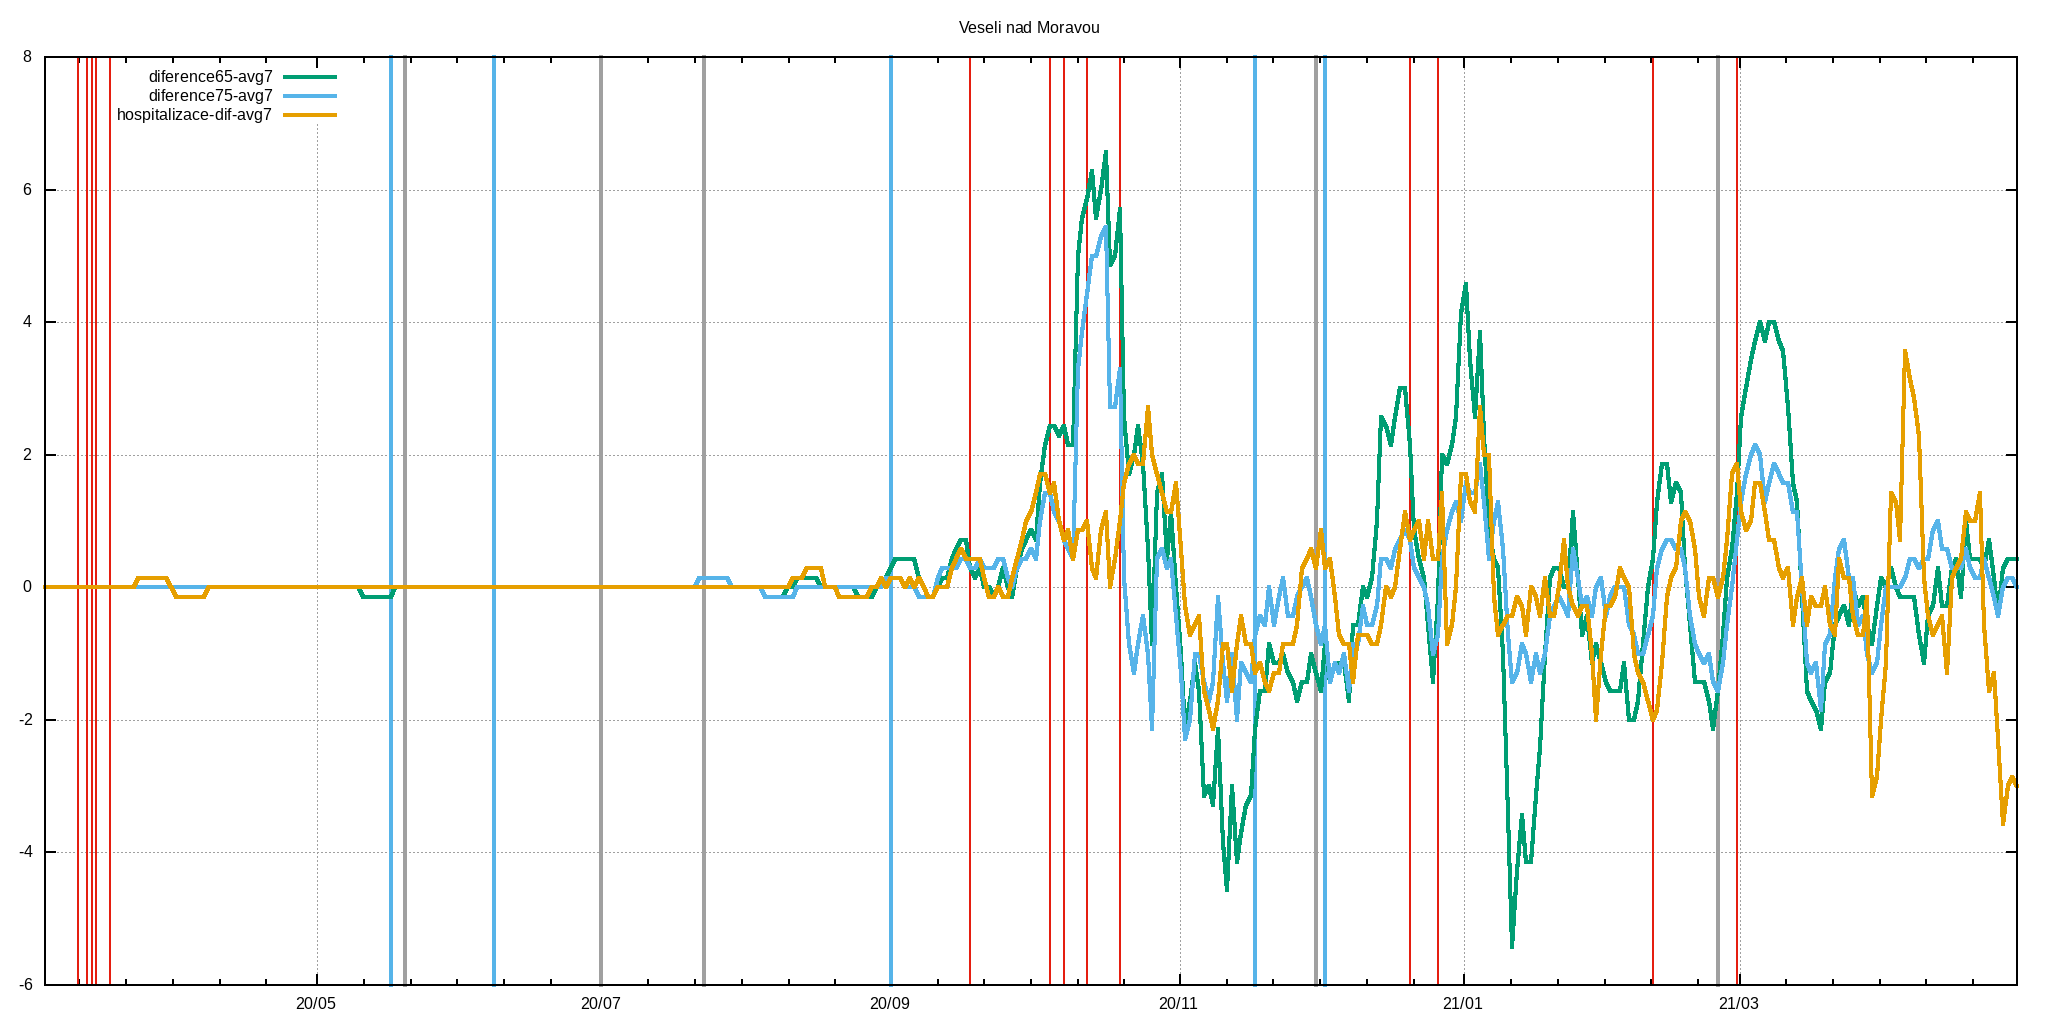 Veseli nad Moravou
8
diference65-avg7
diference75-avg7
hospitalizace-dif-avg7
6
4
2
0
-2
-4
-6
20/05 20/07 20/09 20/11 21/01 21/03